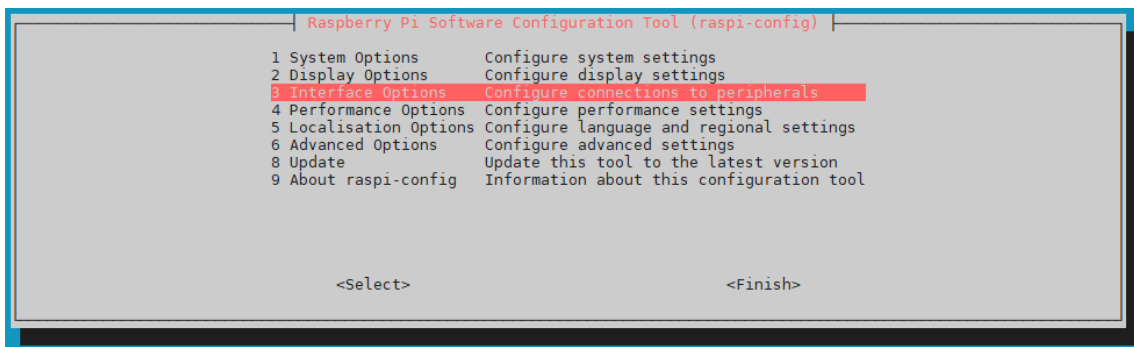 Raspberry Pi Software Configuration Tool (raspi-config)
1 System Options Configure system settings
2 Display Options Configure display settings
3 Interface Options Configure connections to peripherals
4 Performance Options Configure performance settings
5 Localisation Options Configure language and regional settings
6 Advanced Options Configure advanced settings
8 Update Update this tool to the latest version
9 About raspi-config Information about this configuration tool
<Select> <Finish>